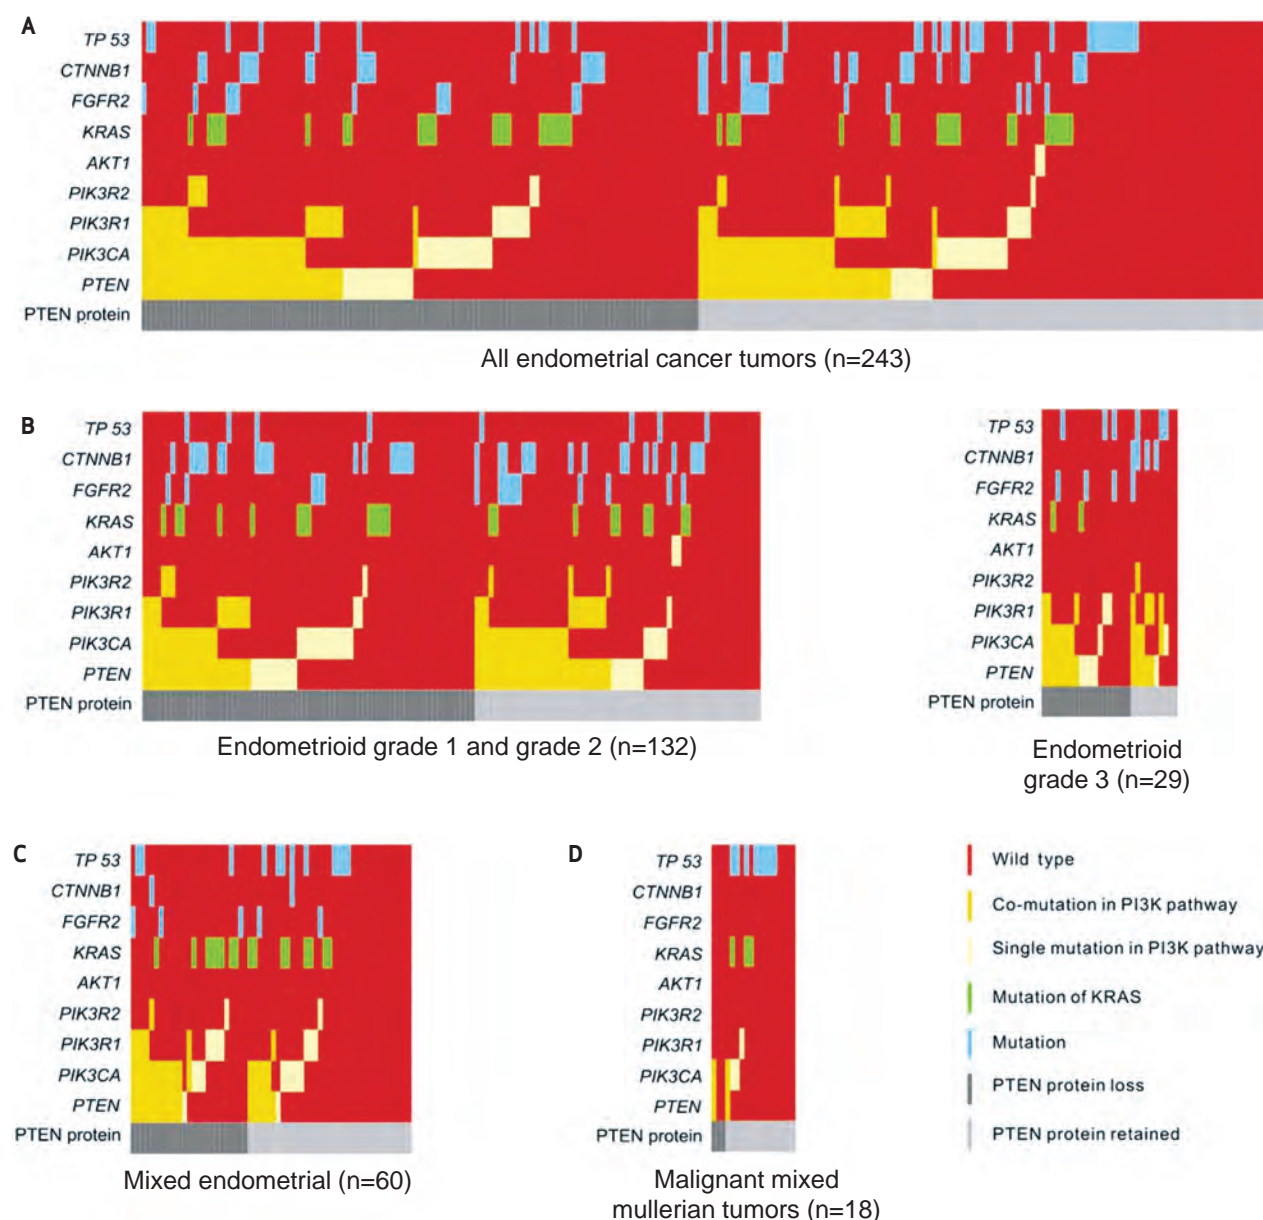 A
TP 53
CTNNB1
FGFR2
KRAS
AKT1
PIK3R2
PIK3R1
PIK3CA
PTEN
PTEN protein
All endometrial cancer tumors (n=243)
B
TP 53
CTNNB1
FGFR2
KRAS
AKT1
PIK3R2
PIK3R1
PIK3CA
PTEN
PTEN protein
Endometrioid grade 1 and grade 2 (n=132)
TP 53
CTNNB1
FGFR2
KRAS
AKT1
PIK3R2
PIK3R1
PIK3CA
PTEN
PTEN protein
Endometrioid
grade 3 (n=29)
C
TP 53
CTNNB1
FGFR2
KRAS
AKT1
PIK3R2
PIK3R1
PIK3CA
PTEN
PTEN protein
Mixed endometrial (n=60)
D
TP 53
CTNNB1
FGFR2
KRAS
AKT1
PIK3R2
PIK3R1
PIK3CA
PTEN
PTEN protein
Malignant mixed
mullerian tumors (n=18)
Wild type
Co-mutation in PI3K pathway
Single mutation in PI3K pathway
Mutation of KRAS
Mutation
PTEN protein loss
PTEN protein retained